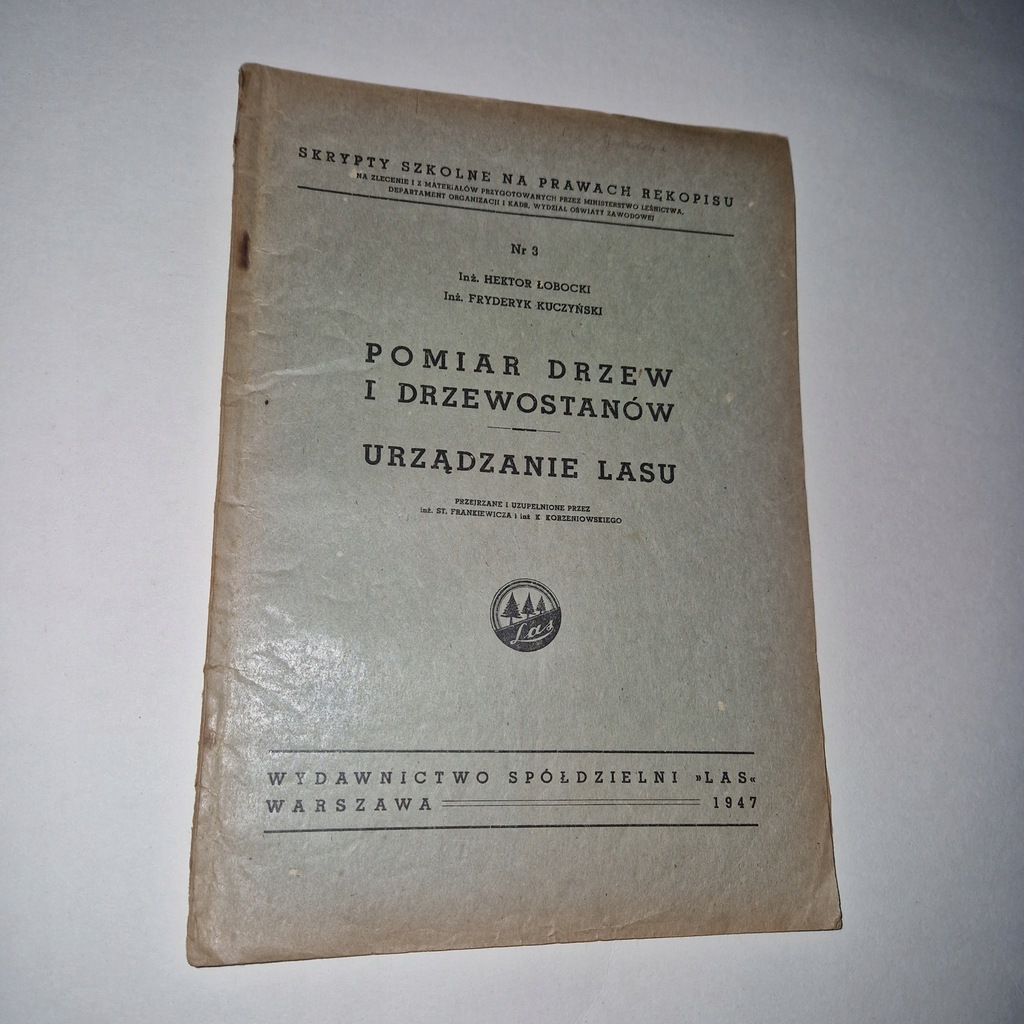 SKRYPTY SZKOLNE NA PRAWACH RĘKOPISU
NA ZLECENIE I Z MATERIAŁÓW PRZYGOTOWANYCH PRZEZ MINISTERSTWO LEŚNICTWA,
DEPARTAMENT ORGANIZACJI I KADR, WYDZIAŁ OŚWIATY ZAWODOWEJ
Nr 3
Inż. HEKTOR ŁOBOCKI
Inż. FRYDERYK KUCZYŃSKI
POMIAR DRZEW
I DRZEWOSTANÓW
URZĄDZANIE LASU
PRZEJRZANE I UZUPEŁNIONE PRZEZ
inż. ST. FRANKIEWICZA i inż. K. KORZENIOWSKIEGO
Las
WYDAWNICTWO SPÓŁDZIELNI »LAS«
WARSZAWA 1947